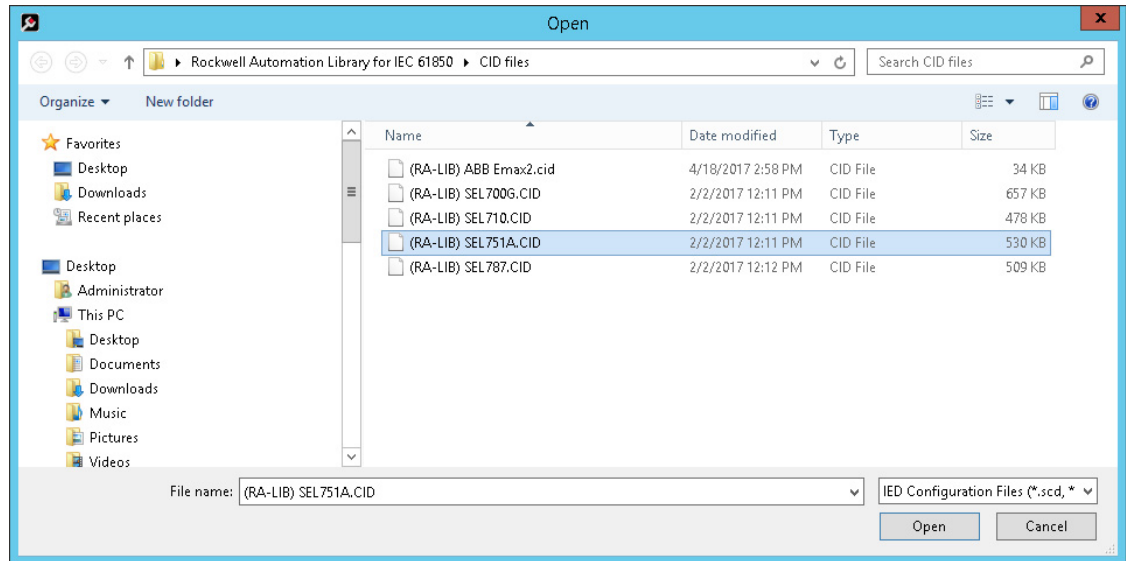 Open
x
Rockwell Automation Library for IEC 61850 ▸ CID files
Search CID files
Organize
New folder
Name Date modified Type Size
Favorites
Desktop
Downloads
Recent places
Desktop
Administrator
This PC
Desktop
Documents
Downloads
Music
Pictures
Videos
(RA-LIB) ABB Emax2.cid 4/18/2017 2:58 PM CID File 34 KB
(RA-LIB) SEL700G.CID 2/2/2017 12:11 PM CID File 657 KB
(RA-LIB) SEL710.CID 2/2/2017 12:11 PM CID File 478 KB
(RA-LIB) SEL751A.CID 2/2/2017 12:11 PM CID File 530 KB
(RA-LIB) SEL787.CID 2/2/2017 12:12 PM CID File 509 KB
File name: (RA-LIB) SEL751A.CID
IED Configuration Files (*.scd, *
Open Cancel